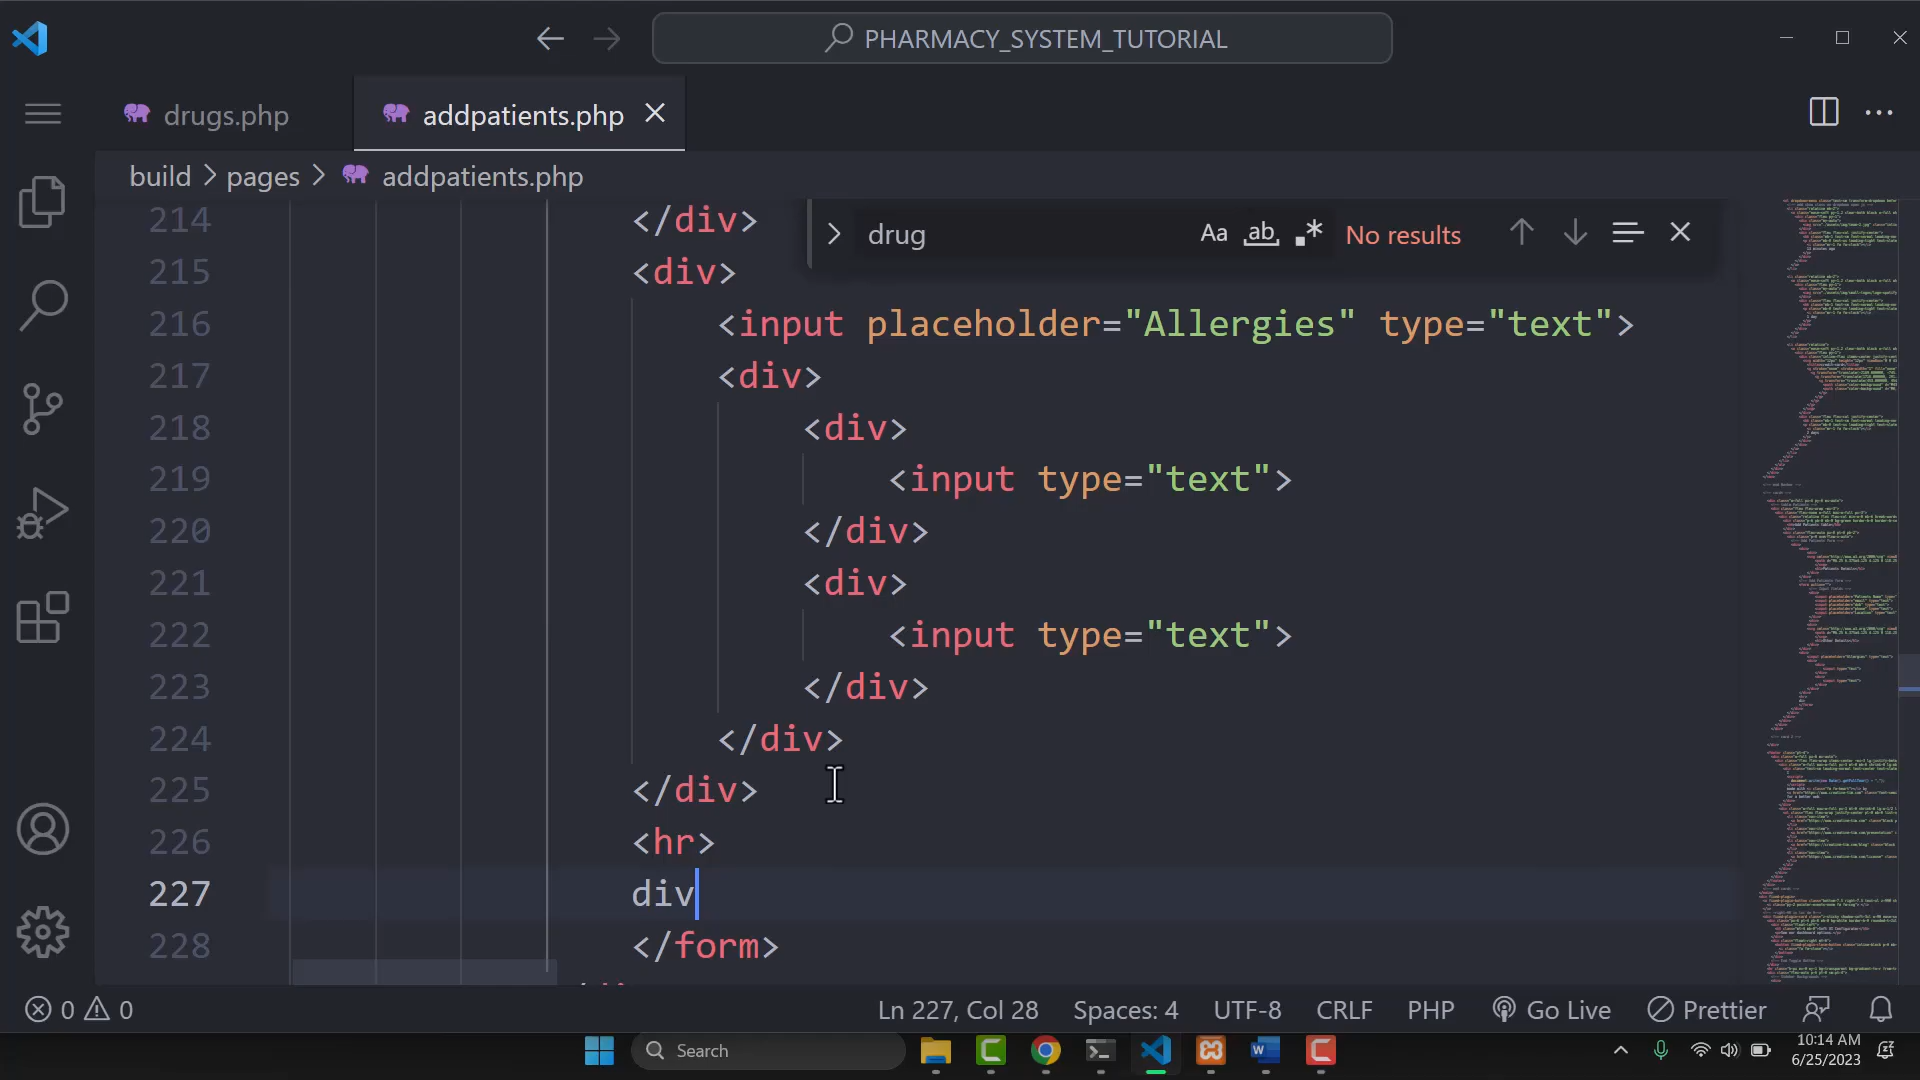 PHARMACY_SYSTEM_TUTORIAL
drugs.php
addpatients.php
build > pages > addpatients.php
drug
Aa
ab
.*
No results
214 </div>
215 <div>
216 <input placeholder="Allergies" type="text">
217 <div>
218 <div>
219 <input type="text">
220 </div>
221 <div>
222 <input type="text">
223 </div>
224 </div>
225 </div>
226 <hr>
227 div
228 </form>
0 0
Ln 227, Col 28
Spaces: 4
UTF-8
CRLF
PHP
Go Live
Prettier
Search
10:14 AM
6/25/2023